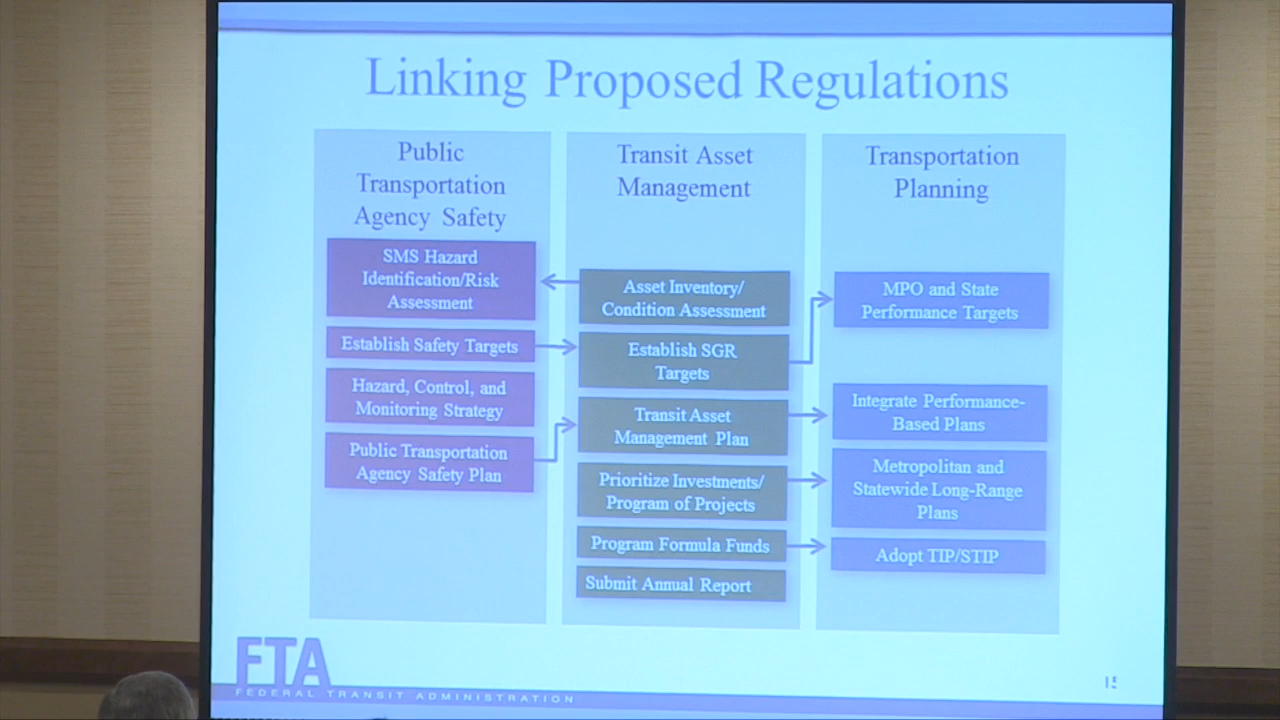 Linking Proposed Regulations
Public
Transportation
Agency Safety
SMS Hazard
Identification/Risk
Assessment
Establish Safety Targets
Hazard, Control, and
Monitoring Strategy
Public Transportation
Agency Safety Plan
Transit Asset
Management
Asset Inventory/
Condition Assessment
Establish SGR
Targets
Transit Asset
Management Plan
Prioritize Investments/
Program of Projects
Program Formula Funds
Submit Annual Report
Transportation
Planning
MPO and State
Performance Targets
Integrate Performance-
Based Plans
Metropolitan and
Statewide Long-Range
Plans
Adopt TIP/STIP
FTA
FEDERAL TRANSIT ADMINISTRATION